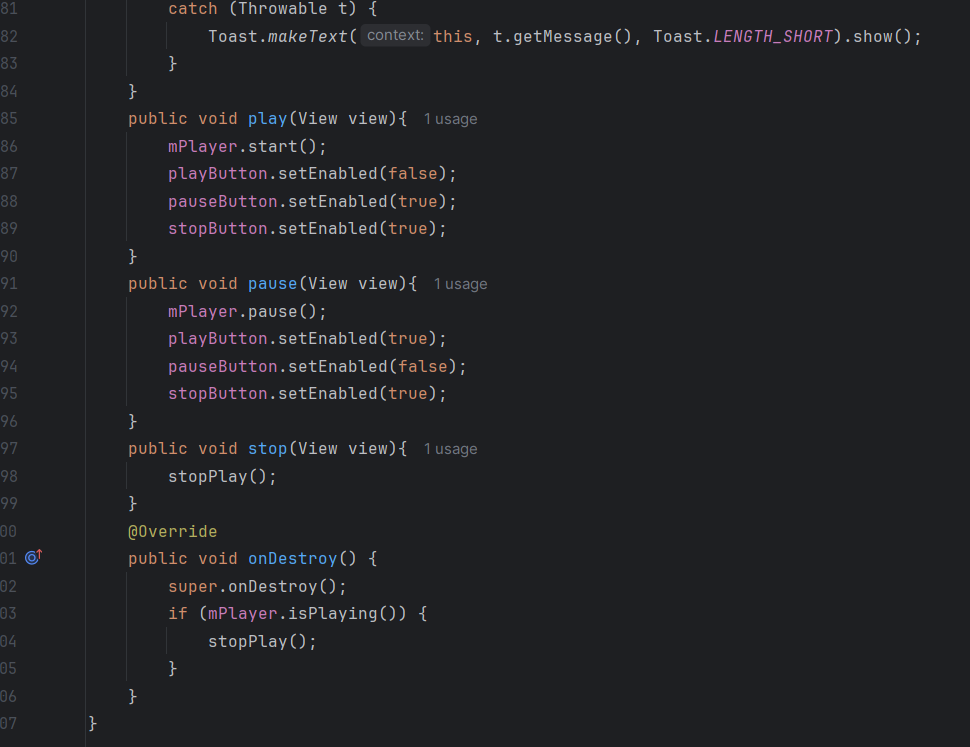 81 catch (Throwable t) {
82 Toast.makeText( context: this, t.getMessage(), Toast.LENGTH_SHORT).show();
83 }
84 }
85 public void play(View view){ 1 usage
86 mPlayer.start();
87 playButton.setEnabled(false);
88 pauseButton.setEnabled(true);
89 stopButton.setEnabled(true);
90 }
91 public void pause(View view){ 1 usage
92 mPlayer.pause();
93 playButton.setEnabled(true);
94 pauseButton.setEnabled(false);
95 stopButton.setEnabled(true);
96 }
97 public void stop(View view){ 1 usage
98 stopPlay();
99 }
00 @Override
01 public void onDestroy() {
02 super.onDestroy();
03 if (mPlayer.isPlaying()) {
04 stopPlay();
05 }
06 }
07 }